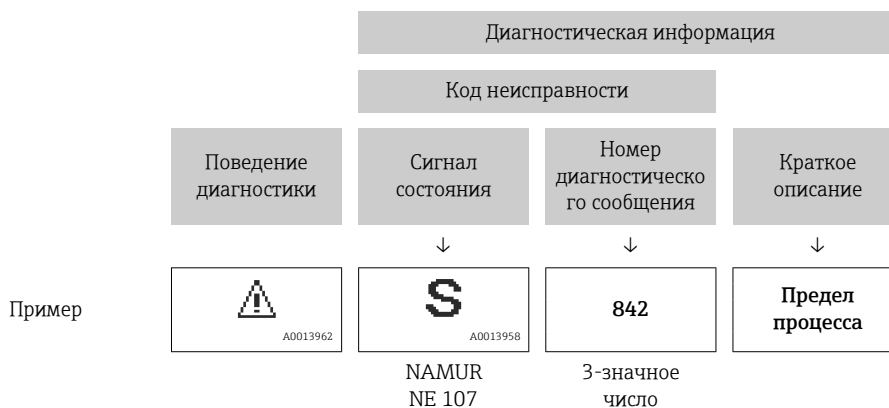 Диагностическая информация
Код неисправности
Поведение
диагностики
Сигнал
состояния
Номер
диагностическо
го сообщения
Краткое
описание
↓ ↓ ↓
Пример
A0013962
S
A0013958
842
Предел
процесса
NAMUR
NE 107
3-значное
число